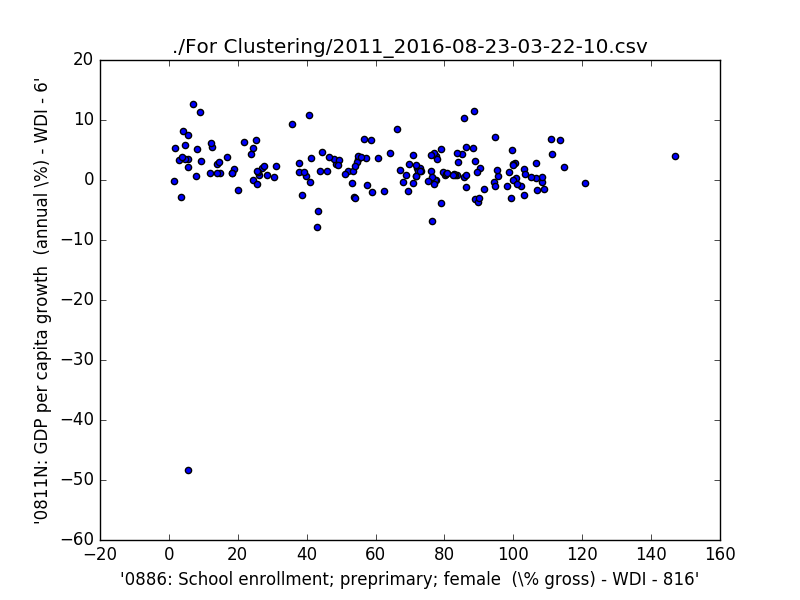 ./For Clustering/2011_2016-08-23-03-22-10.csv
'0811N: GDP per capita growth  (annual \%) - WDI - 6'
20
10
0
−10
−20
−30
−40
−50
−60
−20 0 20 40 60 80 100 120 140 160
'0886: School enrollment; preprimary; female  (\% gross) - WDI - 816'